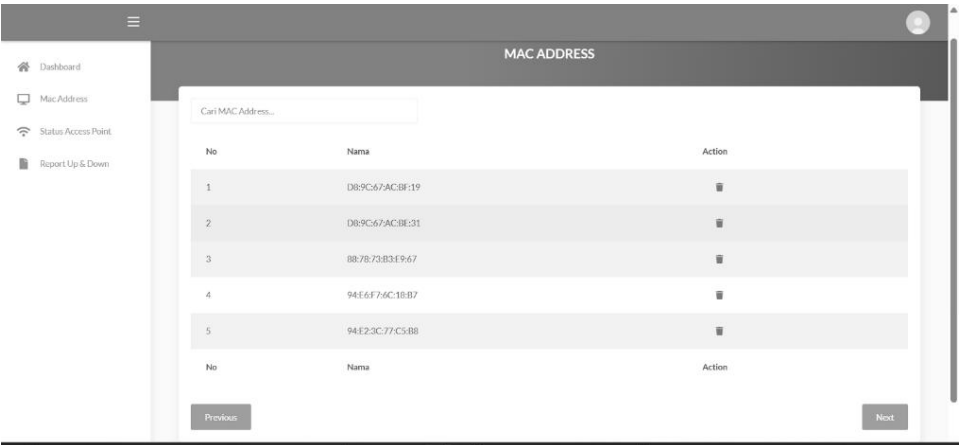 MAC ADDRESS
Dashboard
Mac Address
Status Access Point
Report Up & Down
Cari MAC Address...
No Nama Action
1 D8:9C:67:AC:BF:19
2 D8:9C:67:AC:BE:31
3 88:78:73:B3:E9:67
4 94:E6:F7:6C:18:B7
5 94:E2:3C:77:C5:B8
No Nama Action
Previous Next